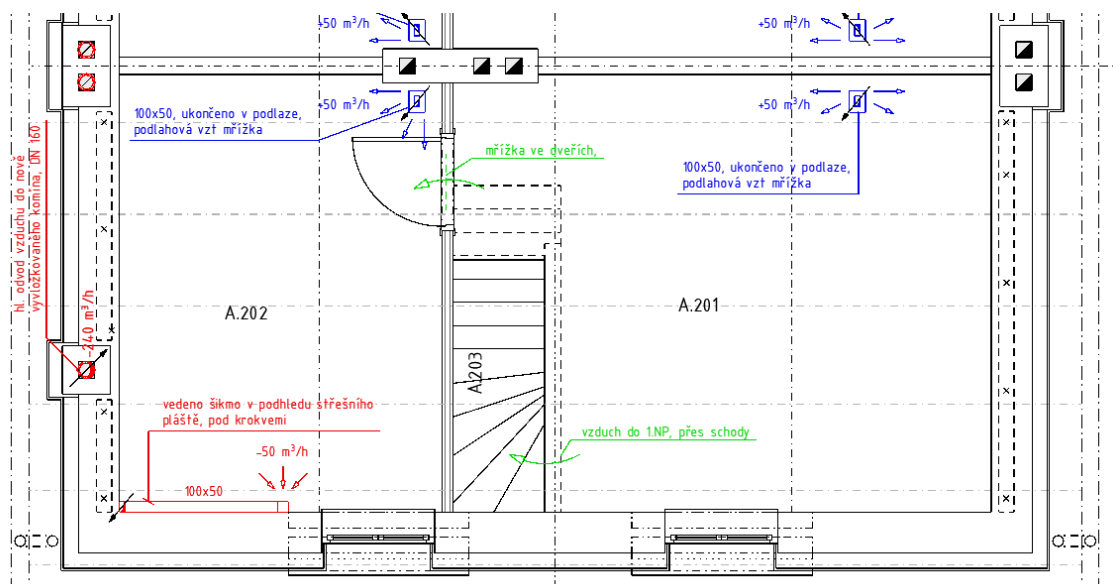 +50 m³/h
+50 m³/h
+50 m³/h
+50 m³/h
100x50, ukončeno v podlaze,
podlahová vzt mřížka
mřížka ve dveřích,
100x50, ukončeno v podlaze,
podlahová vzt mřížka
hl. odvod vzduchu do nově
vyvložkovaného komína, DN 160
-240 m³/h
A.202
A.201
A.203
vedeno šikmo v podhledu střešního
pláště, pod krokvemi
-50 m³/h
100x50
vzduch do 1.NP, přes schody